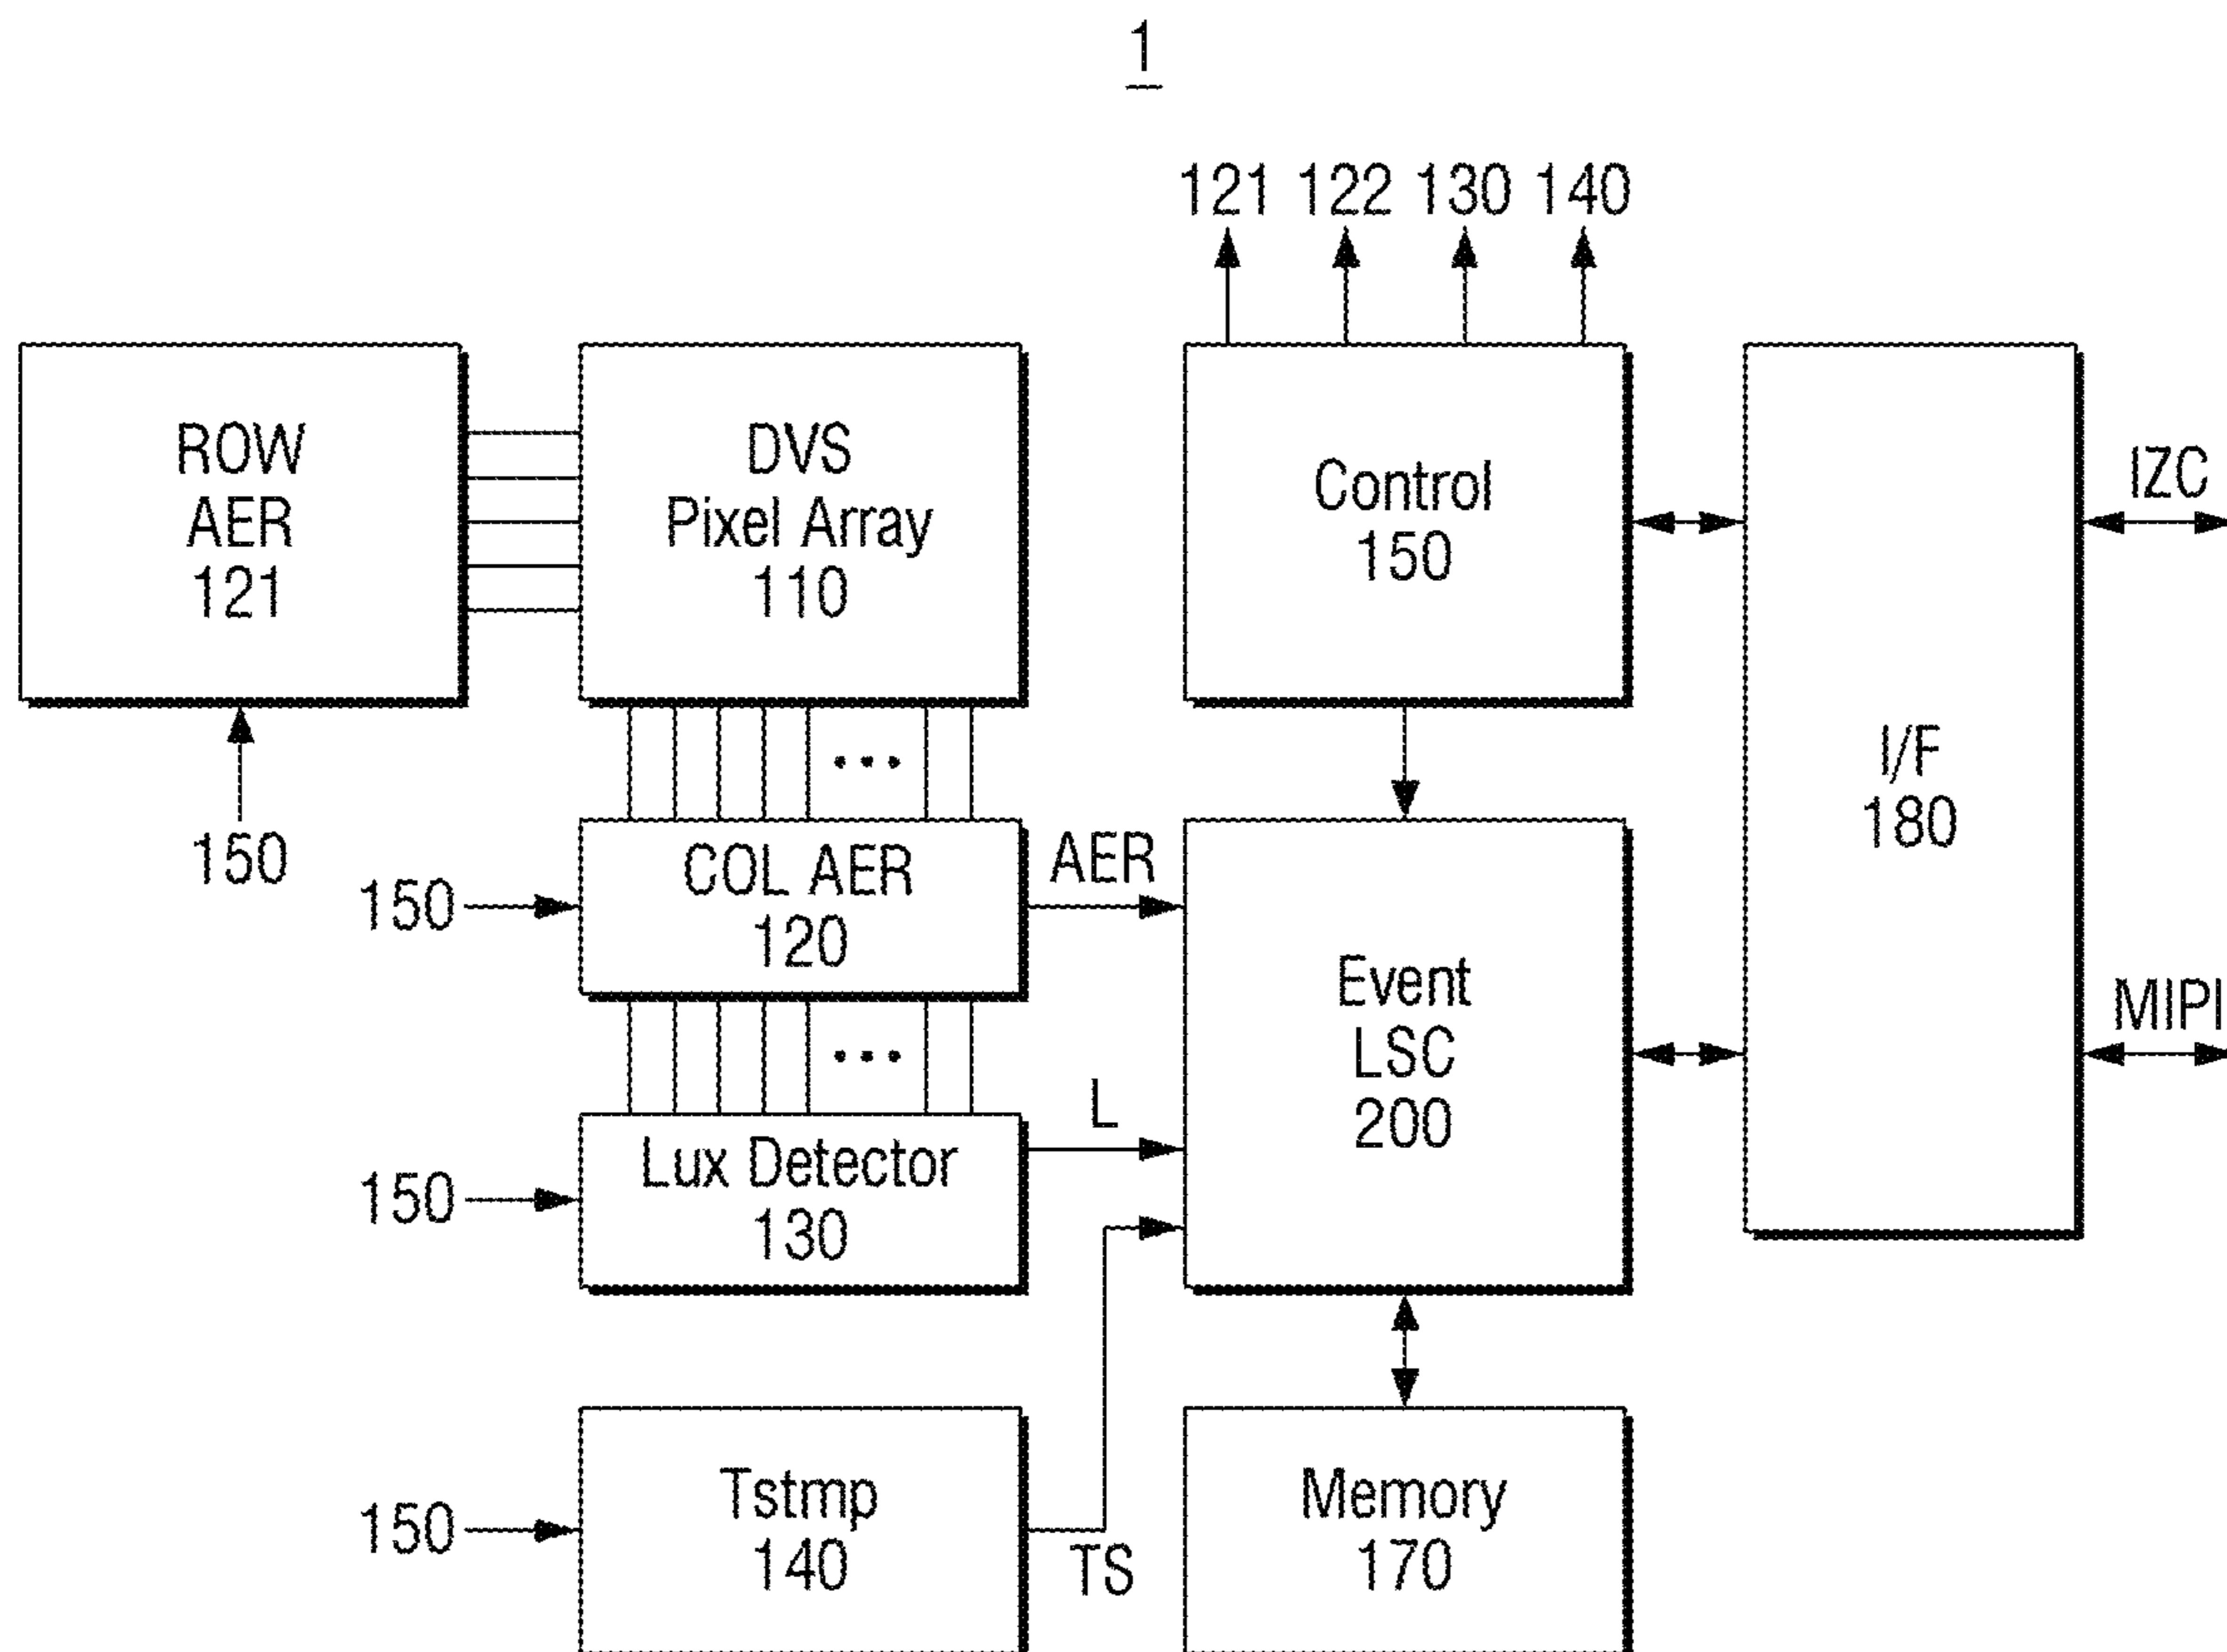 1
121 122 130 140
ROW
AER
121
DVS
Pixel Array
110
Control
150
I/F
180
IZC
MIPI
150
150
COL AER
120
AER
Event
LSC
200
150
Lux Detector
130
L
150
Tstmp
140
TS
Memory
170